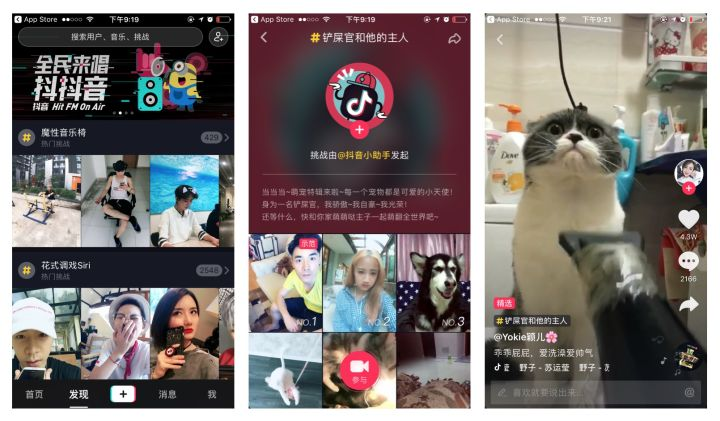 App Store
下午9:19
搜索用户、音乐、挑战
全民来唱
抖抖音
抖音 Hit FM On Air
# 魔性音乐椅
热门挑战
429
# 花式调戏Siri
热门挑战
2548
首页
发现
消息
我
App Store
下午9:19
#铲屎官和他的主人
挑战由@抖音小助手发起
当当当~萌宠特辑来啦~每一个宠物都是可爱的小天使!
身为一名铲屎官，我骄傲~我自豪~我光荣!
还等什么，快和你家萌萌哒主子一起萌翻全世界吧~
示范
NO.1
NO.2
NO.3
参与
App Store
下午9:21
Dove
4.3W
2166
精选
#铲屎官和他的主人
@Yokie颖儿🌸
乖乖屁屁，爱洗澡爱帅气
野子 - 苏运莹
野子 -
喜欢就要说出来...
@